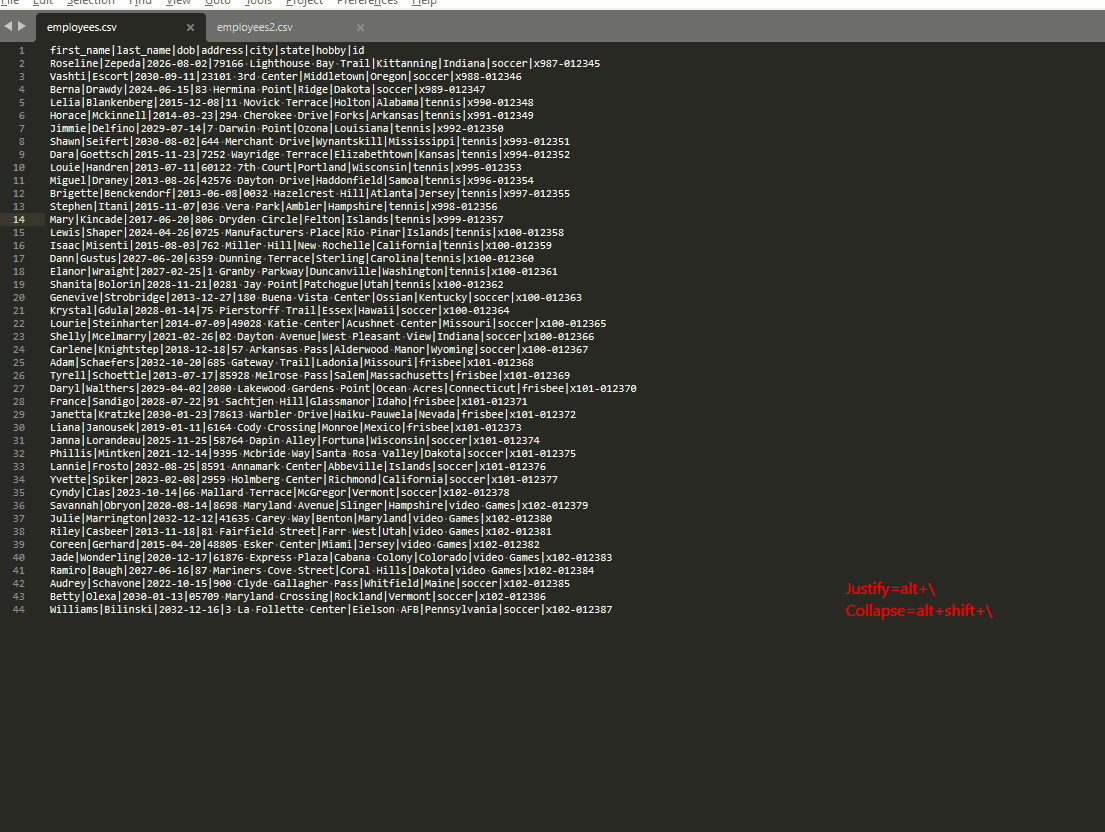 File Edit Selection Find View Goto Tools Project Preferences Help
employees.csv × employees2.csv ×
1 first_name|last_name|dob|address|city|state|hobby|id
2 Roseline|Zepeda|2026-08-02|79166 Lighthouse Bay Trail|Kittanning|Indiana|soccer|x987-012345
3 Vashti|Escort|2030-09-11|23101 3rd Center|Middletown|Oregon|soccer|x988-012346
4 Berna|Drawdy|2024-06-15|83 Hermina Point|Ridge|Dakota|soccer|x989-012347
5 Lelia|Blankenberg|2015-12-08|11 Novick Terrace|Holton|Alabama|tennis|x990-012348
6 Horace|Mckinnell|2014-03-23|294 Cherokee Drive|Forks|Arkansas|tennis|x991-012349
7 Jimmie|Delfino|2029-07-14|7 Darwin Point|Ozona|Louisiana|tennis|x992-012350
8 Shawn|Seifert|2030-08-02|644 Merchant Drive|Wynantskill|Mississippi|tennis|x993-012351
9 Dara|Goettsch|2015-11-23|7252 Wayridge Terrace|Elizabethtown|Kansas|tennis|x994-012352
10 Louie|Handren|2013-07-11|60122 7th Court|Portland|Wisconsin|tennis|x995-012353
11 Miguel|Draney|2013-08-26|42576 Dayton Drive|Haddonfield|Samoa|tennis|x996-012354
12 Brigette|Benckendorf|2013-06-08|0032 Hazelcrest Hill|Atlanta|Jersey|tennis|x997-012355
13 Stephen|Itani|2015-11-07|036 Vera Park|Ambler|Hampshire|tennis|x998-012356
14 Mary|Kincade|2017-06-20|806 Dryden Circle|Felton|Islands|tennis|x999-012357
15 Lewis|Shaper|2024-04-26|0725 Manufacturers Place|Rio Pinar|Islands|tennis|x100-012358
16 Isaac|Misenti|2015-08-03|762 Miller Hill|New Rochelle|California|tennis|x100-012359
17 Dann|Gustus|2027-06-20|6359 Dunning Terrace|Sterling|Carolina|tennis|x100-012360
18 Elanor|Wraight|2027-02-25|1 Granby Parkway|Duncanville|Washington|tennis|x100-012361
19 Shanita|Bolorin|2028-11-21|0281 Jay Point|Patchogue|Utah|tennis|x100-012362
20 Genevive|Strobridge|2013-12-27|180 Buena Vista Center|Ossian|Kentucky|soccer|x100-012363
21 Krystal|Gdula|2028-01-14|75 Pierstorff Trail|Essex|Hawaii|soccer|x100-012364
22 Lourie|Steinharter|2014-07-09|49028 Katie Center|Acushnet Center|Missouri|soccer|x100-012365
23 Shelly|Mcelmarry|2021-02-26|02 Dayton Avenue|West Pleasant View|Indiana|soccer|x100-012366
24 Carlene|Knightstep|2018-12-18|57 Arkansas Pass|Alderwood Manor|Wyoming|soccer|x100-012367
25 Adam|Schaefers|2032-10-20|685 Gateway Trail|Ladonia|Missouri|frisbee|x101-012368
26 Tyrell|Schoettle|2013-07-17|85928 Melrose Pass|Salem|Massachusetts|frisbee|x101-012369
27 Daryl|Walthers|2029-04-02|2080 Lakewood Gardens Point|Ocean Acres|Connecticut|frisbee|x101-012370
28 France|Sandigo|2028-07-22|91 Sachtjen Hill|Glassmanor|Idaho|frisbee|x101-012371
29 Janetta|Kratzke|2030-01-23|78613 Warbler Drive|Haiku-Pauwela|Nevada|frisbee|x101-012372
30 Liana|Janousek|2019-01-11|6164 Cody Crossing|Monroe|Mexico|frisbee|x101-012373
31 Janna|Lorandeau|2025-11-25|58764 Dapin Alley|Fortuna|Wisconsin|soccer|x101-012374
32 Phillis|Mintken|2021-12-14|9395 Mcbride Way|Santa Rosa Valley|Dakota|soccer|x101-012375
33 Lannie|Frosto|2032-08-25|8591 Annamark Center|Abbeville|Islands|soccer|x101-012376
34 Yvette|Spiker|2023-02-08|2959 Holmberg Center|Richmond|California|soccer|x101-012377
35 Cyndy|Clas|2023-10-14|66 Mallard Terrace|McGregor|Vermont|soccer|x102-012378
36 Savannah|Obryon|2020-08-14|8698 Maryland Avenue|Slinger|Hampshire|video Games|x102-012379
37 Julie|Marrington|2032-12-12|41635 Carey Way|Benton|Maryland|video Games|x102-012380
38 Riley|Casbeer|2013-11-18|81 Fairfield Street|Farr West|Utah|video Games|x102-012381
39 Coreen|Gerhard|2015-04-20|48805 Esker Center|Miami|Jersey|video Games|x102-012382
40 Jade|Wonderling|2020-12-17|61876 Express Plaza|Cabana Colony|Colorado|video Games|x102-012383
41 Ramiro|Baugh|2027-06-16|87 Mariners Cove Street|Coral Hills|Dakota|video Games|x102-012384
42 Audrey|Schavone|2022-10-15|900 Clyde Gallagher Pass|Whitfield|Maine|soccer|x102-012385
43 Betty|Olexa|2030-01-13|05709 Maryland Crossing|Rockland|Vermont|soccer|x102-012386
44 Williams|Bilinski|2032-12-16|3 La Follette Center|Eielson AFB|Pennsylvania|soccer|x102-012387
Justify=alt+\
Collapse=alt+shift+\